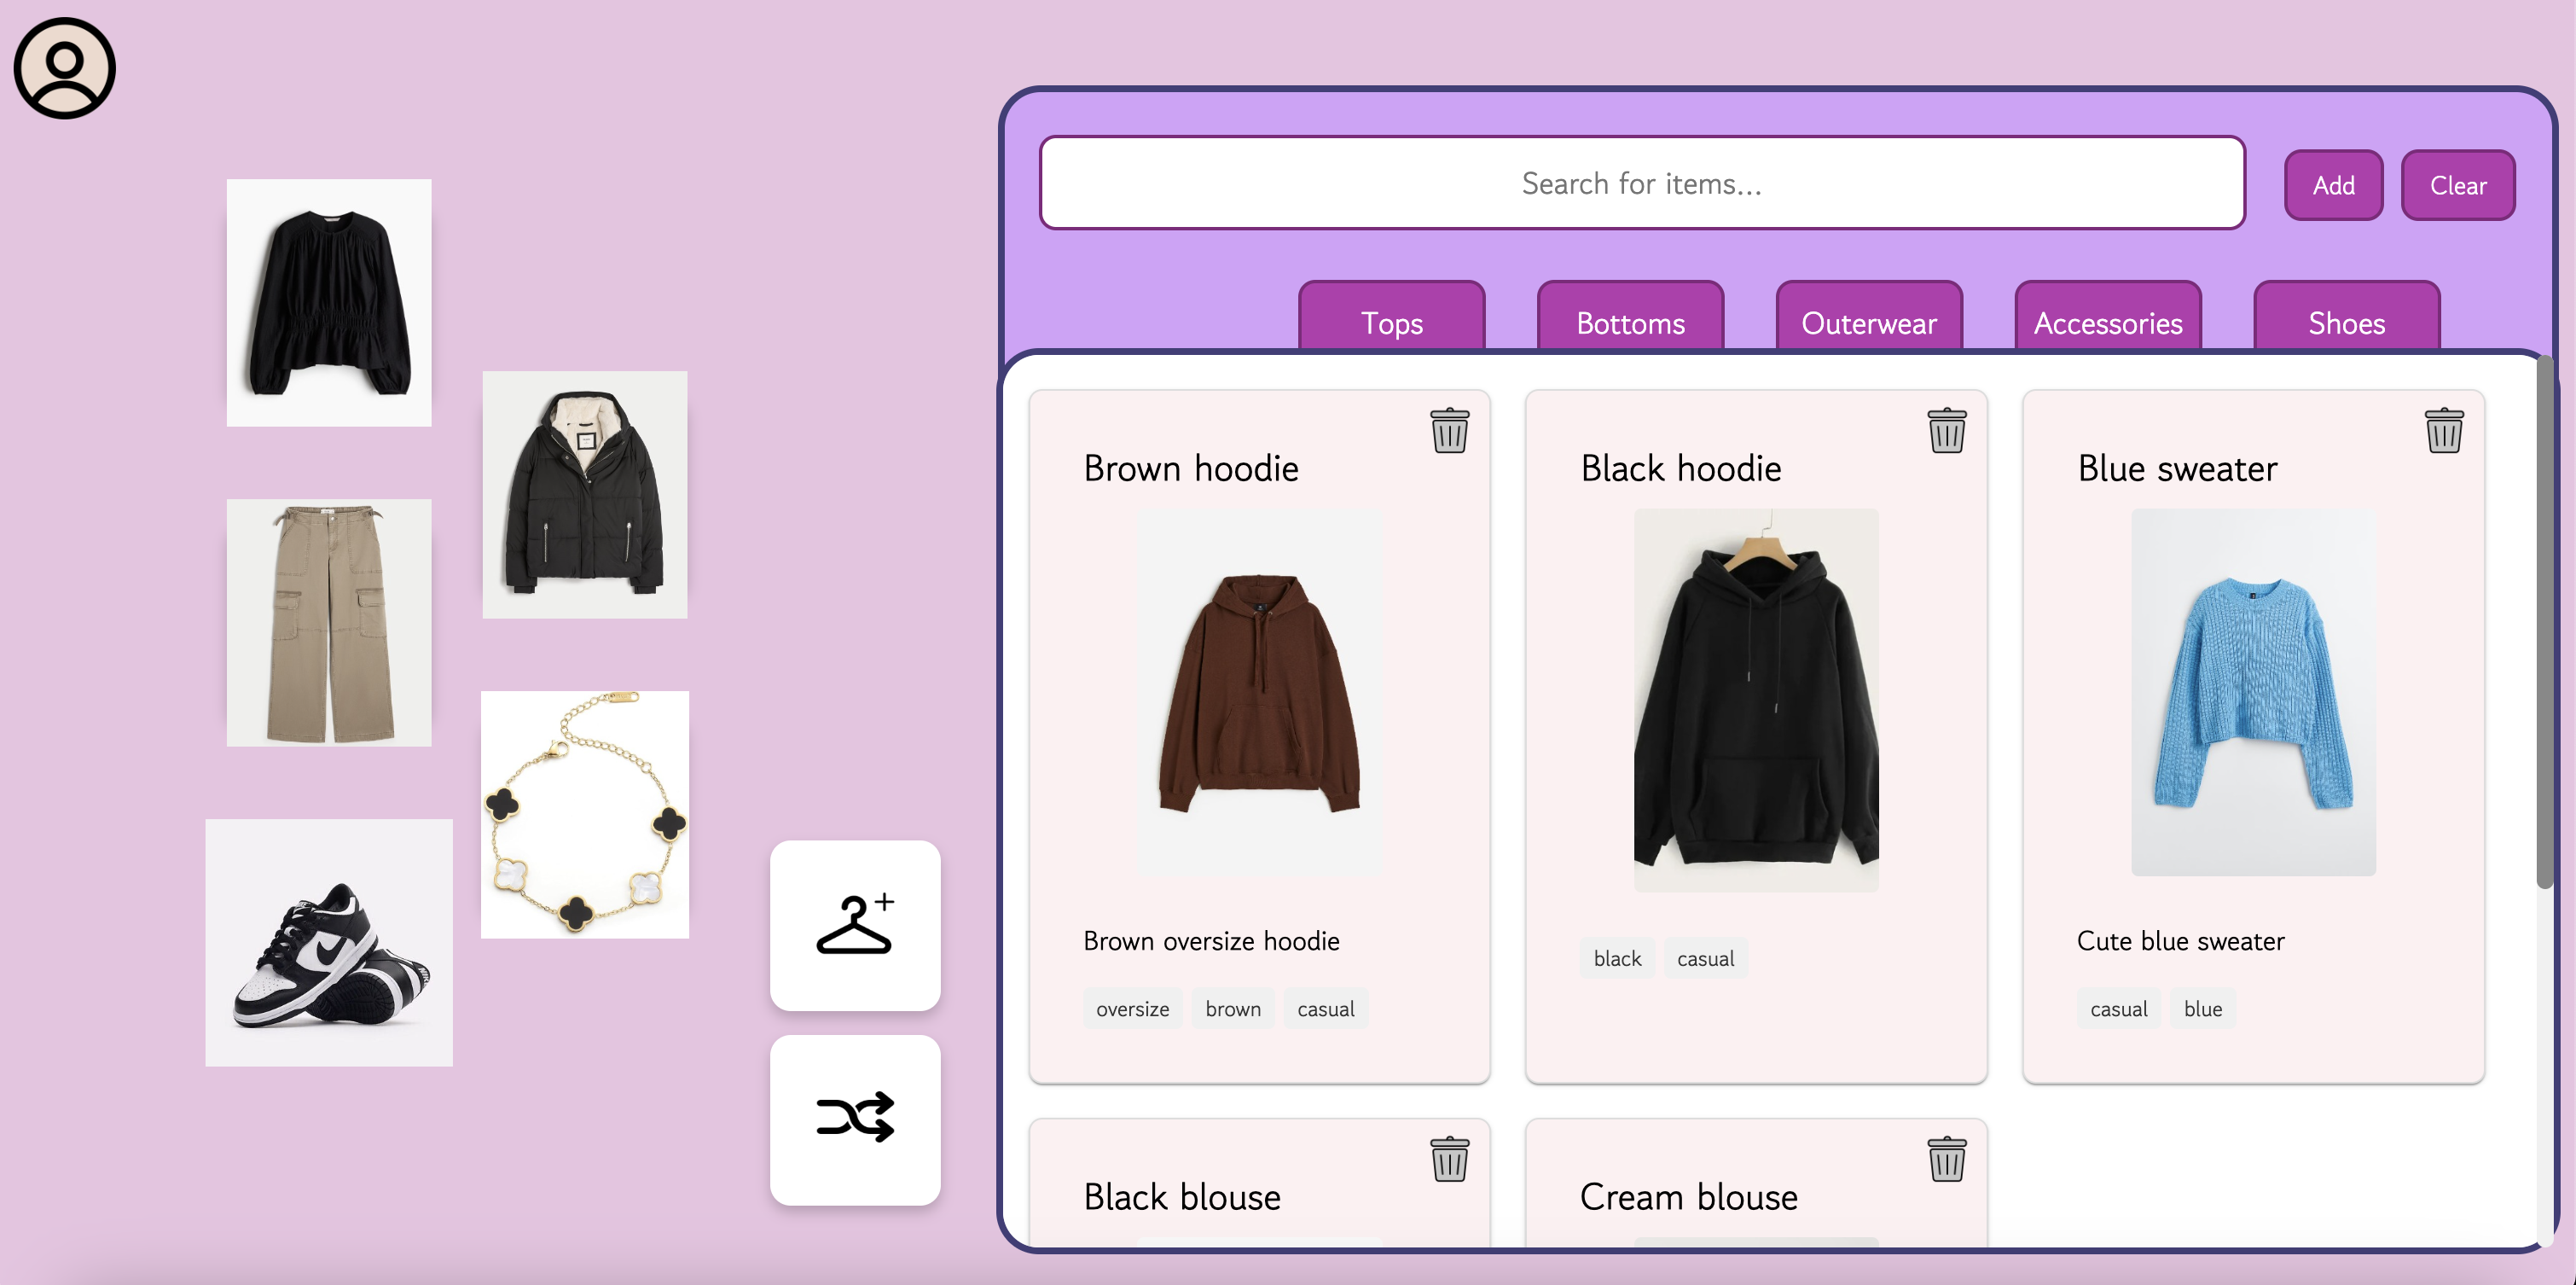 Search for items...
Add
Clear
Tops
Bottoms
Outerwear
Accessories
Shoes
Brown hoodie
Black hoodie
Blue sweater
Brown oversize hoodie
oversize brown casual
black casual
Cute blue sweater
casual blue
Black blouse
Cream blouse